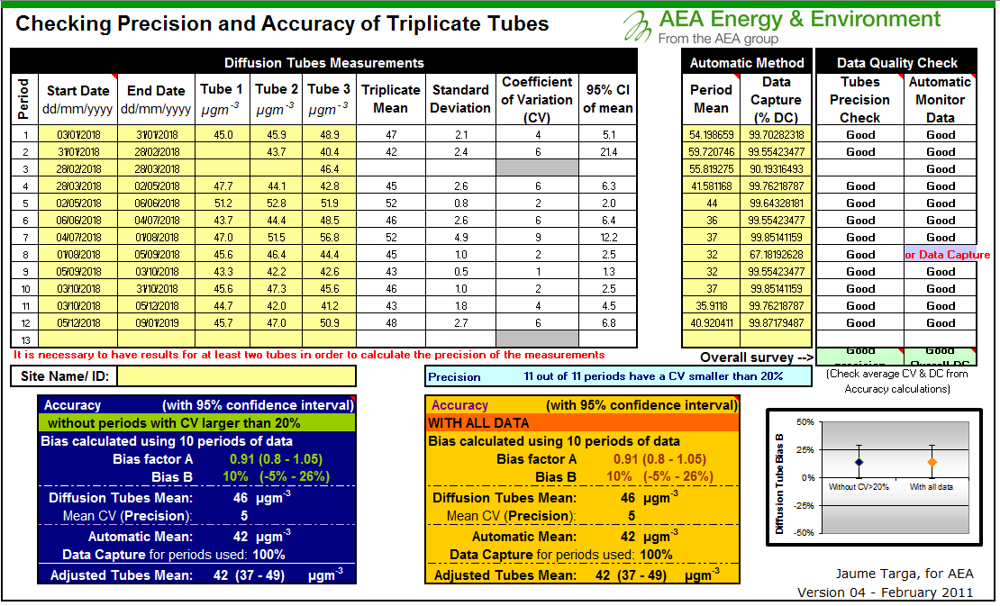 Checking Precision and Accuracy of Triplicate Tubes
AEA Energy & Environment
From the AEA group
Diffusion Tubes Measurements
Automatic Method
Data Quality Check
Period Start Date dd/mm/yyyy End Date dd/mm/yyyy Tube 1 µgm-3 Tube 2 µgm-3 Tube 3 µgm-3 Triplicate Mean Standard Deviation Coefficient of Variation (CV) 95% CI of mean Period Mean Data Capture (% DC) Tubes Precision Check Automatic Monitor Data
1 03/01/2018 31/01/2018 45.0 45.9 48.9 47 2.1 4 5.1 54.198659 99.70282318 Good Good
2 31/01/2018 28/02/2018 43.7 40.4 42 2.4 6 21.4 59.720746 99.55423477 Good Good
3 28/02/2018 28/03/2018 46.4 55.819275 90.19316493 Good
4 28/03/2018 02/05/2018 47.7 44.1 42.8 45 2.6 6 6.3 41.581168 99.76218787 Good Good
5 02/05/2018 06/06/2018 51.2 52.8 51.9 52 0.8 2 2.0 44 99.64328181 Good Good
6 06/06/2018 04/07/2018 43.7 44.4 48.5 46 2.6 6 6.4 36 99.55423477 Good Good
7 04/07/2018 01/08/2018 47.0 51.5 56.8 52 4.9 9 12.2 37 99.85141159 Good Good
8 01/08/2018 05/09/2018 45.6 46.4 44.4 45 1.0 2 2.5 32 67.18192628 Good or Data Capture
9 05/09/2018 03/10/2018 43.3 42.2 42.6 43 0.5 1 1.3 32 99.55423477 Good Good
10 03/10/2018 31/10/2018 45.6 47.3 45.6 46 1.0 2 2.5 37 99.85141159 Good Good
11 03/10/2018 05/12/2018 44.7 42.0 41.2 43 1.8 4 4.5 35.9118 99.76218787 Good Good
12 05/12/2018 09/01/2019 45.7 47.0 50.9 48 2.7 6 6.8 40.920411 99.87179487 Good Good
13
It is necessary to have results for at least two tubes in order to calculate the precision of the measurements
Overall survey -->
Good precision
Good Overall DC
(Check average CV & DC from
Accuracy calculations)
Site Name/ ID:
Precision 11 out of 11 periods have a CV smaller than 20%
Accuracy (with 95% confidence interval)
without periods with CV larger than 20%
Bias calculated using 10 periods of data
Bias factor A 0.91 (0.8 - 1.05)
Bias B 10% (-5% - 26%)
Diffusion Tubes Mean: 46 µgm-3
Mean CV (Precision): 5
Automatic Mean: 42 µgm-3
Data Capture for periods used: 100%
Adjusted Tubes Mean: 42 (37 - 49) µgm-3
Accuracy (with 95% confidence interval)
WITH ALL DATA
Bias calculated using 10 periods of data
Bias factor A 0.91 (0.8 - 1.05)
Bias B 10% (-5% - 26%)
Diffusion Tubes Mean: 46 µgm-3
Mean CV (Precision): 5
Automatic Mean: 42 µgm-3
Data Capture for periods used: 100%
Adjusted Tubes Mean: 42 (37 - 49) µgm-3
Diffusion Tube Bias B
50%
25%
0%
-25%
-50%
Without CV>20% With all data
Jaume Targa, for AEA
Version 04 - February 2011